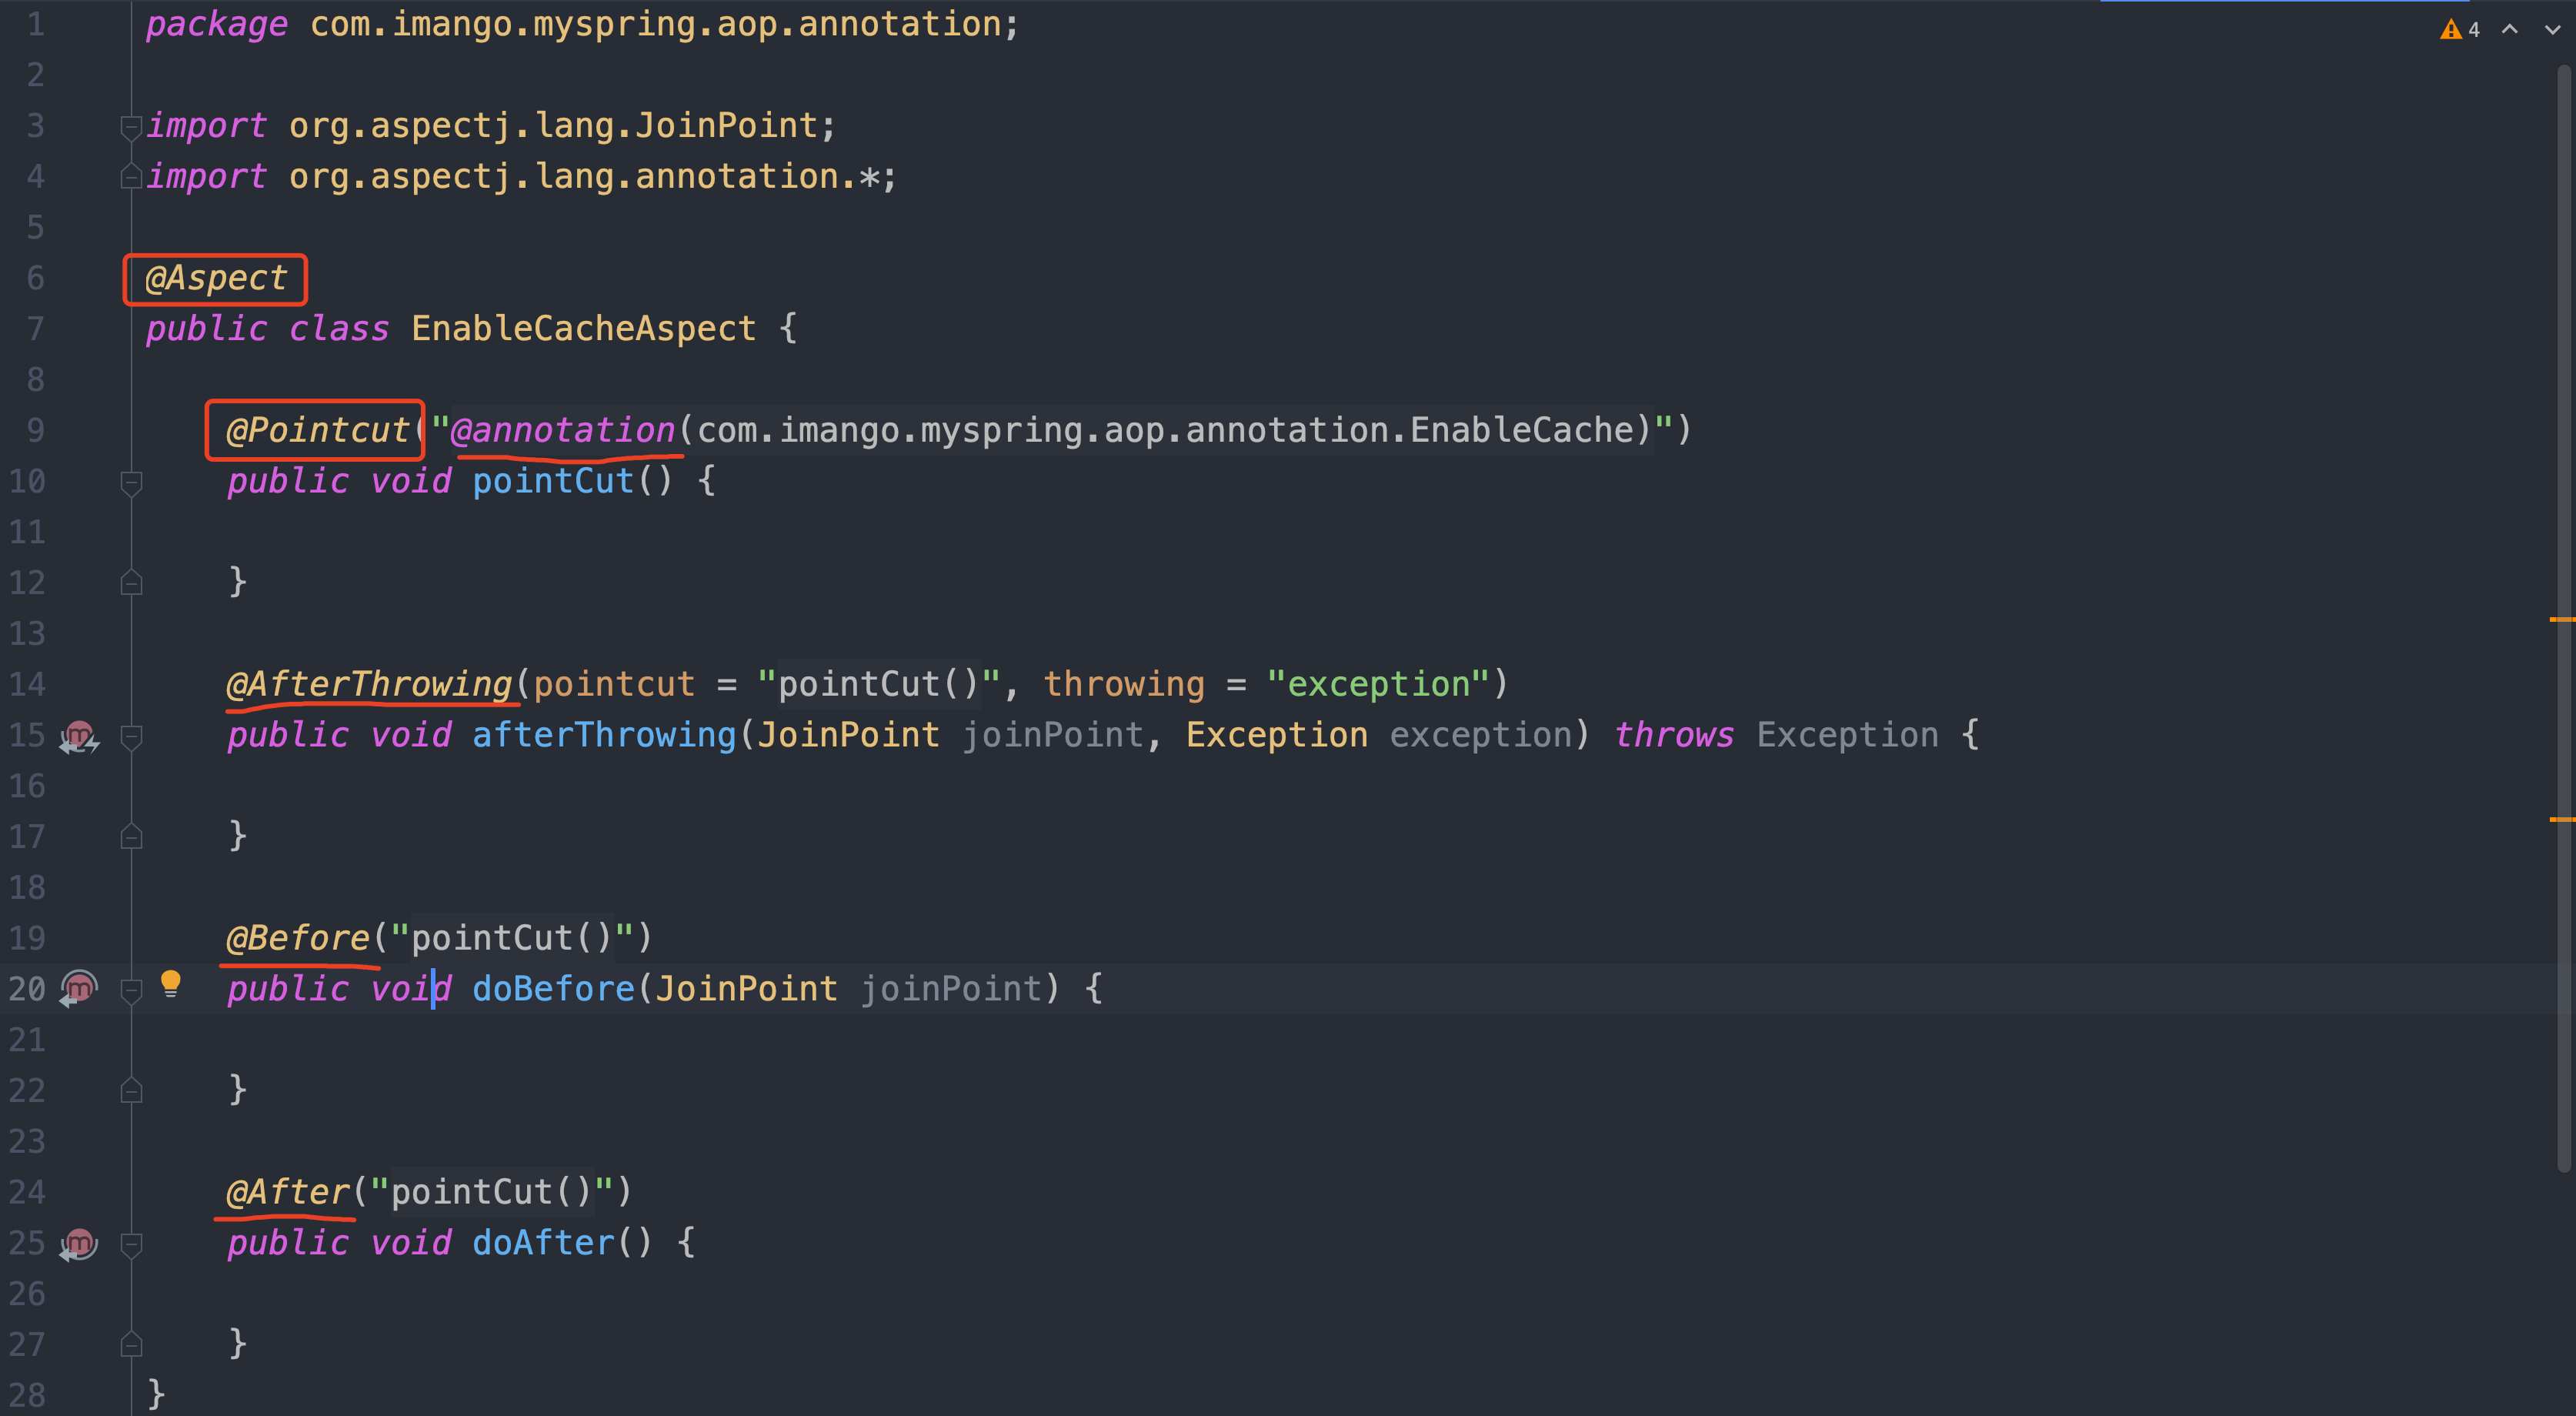 1 package com.imango.myspring.aop.annotation;
4
2
3 import org.aspectj.lang.JoinPoint;
4 import org.aspectj.lang.annotation.*;
5
6 @Aspect
7 public class EnableCacheAspect {
8
9 @Pointcut("@annotation(com.imango.myspring.aop.annotation.EnableCache)")
10 public void pointCut() {
11
12 }
13
14 @AfterThrowing(pointcut = "pointCut()", throwing = "exception")
15 public void afterThrowing(JoinPoint joinPoint, Exception exception) throws Exception {
16
17 }
18
19 @Before("pointCut()")
20 public void doBefore(JoinPoint joinPoint) {
21
22 }
23
24 @After("pointCut()")
25 public void doAfter() {
26
27 }
28 }